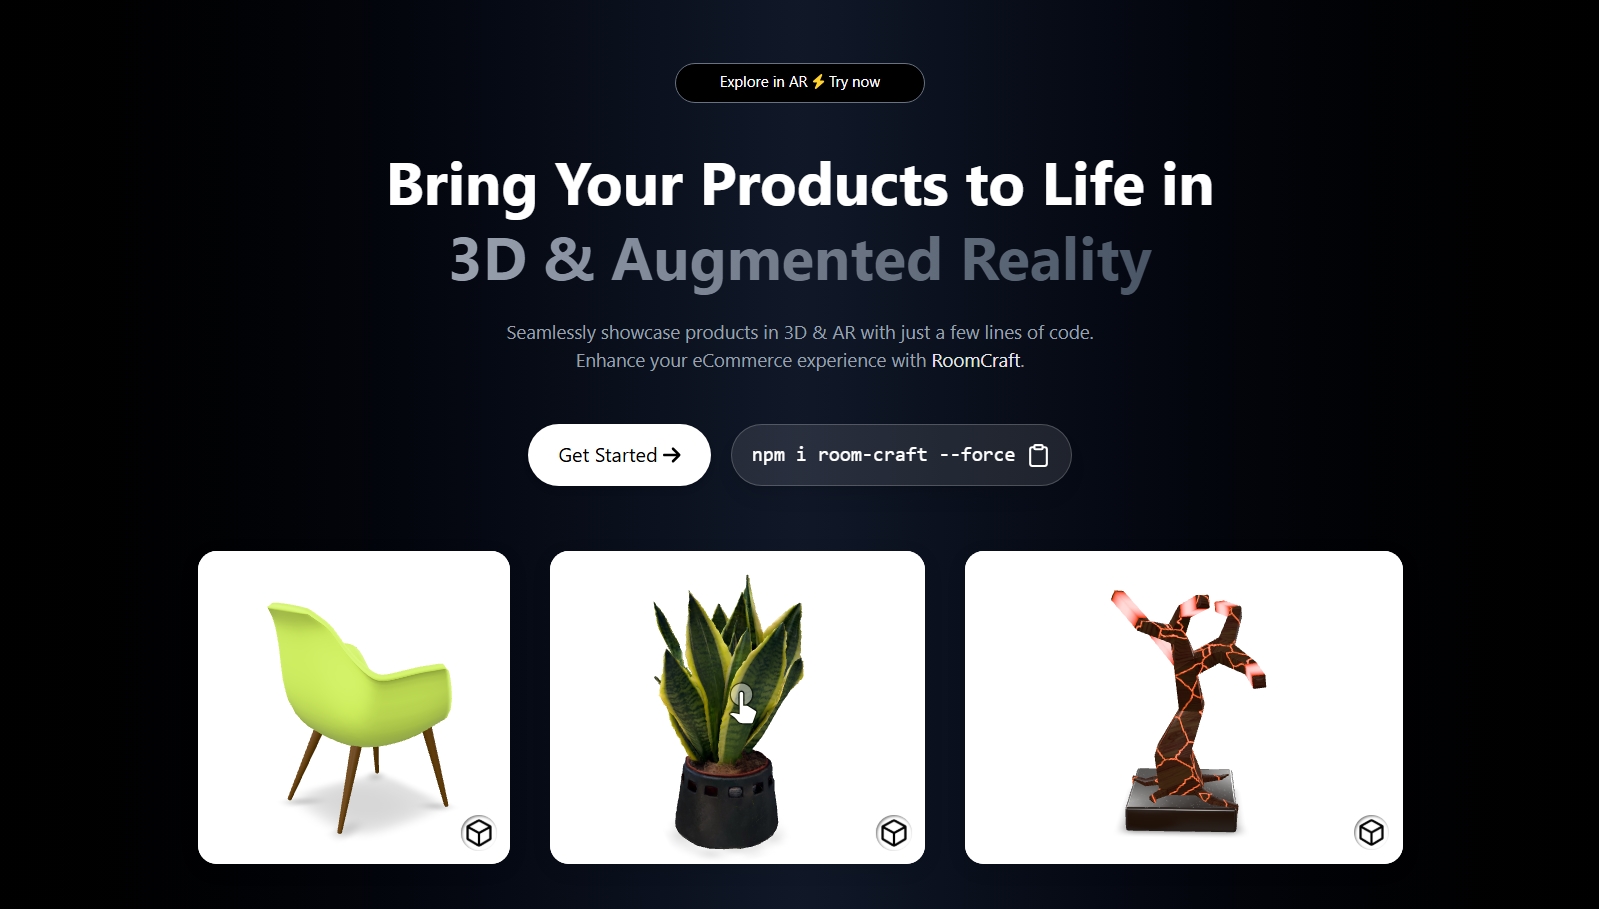 Explore in AR⚡Try now
Bring Your Products to Life in
3D & Augmented Reality
Seamlessly showcase products in 3D & AR with just a few lines of code.
Enhance your eCommerce experience with RoomCraft.
Get Started →
npm i room-craft --force